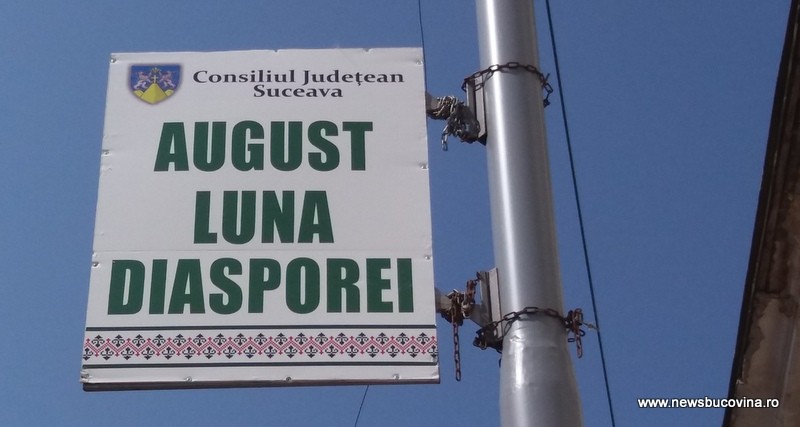 Consiliul Județean
Suceava
AUGUST
LUNA
DIASPOREI
www.newsbucovina.ro